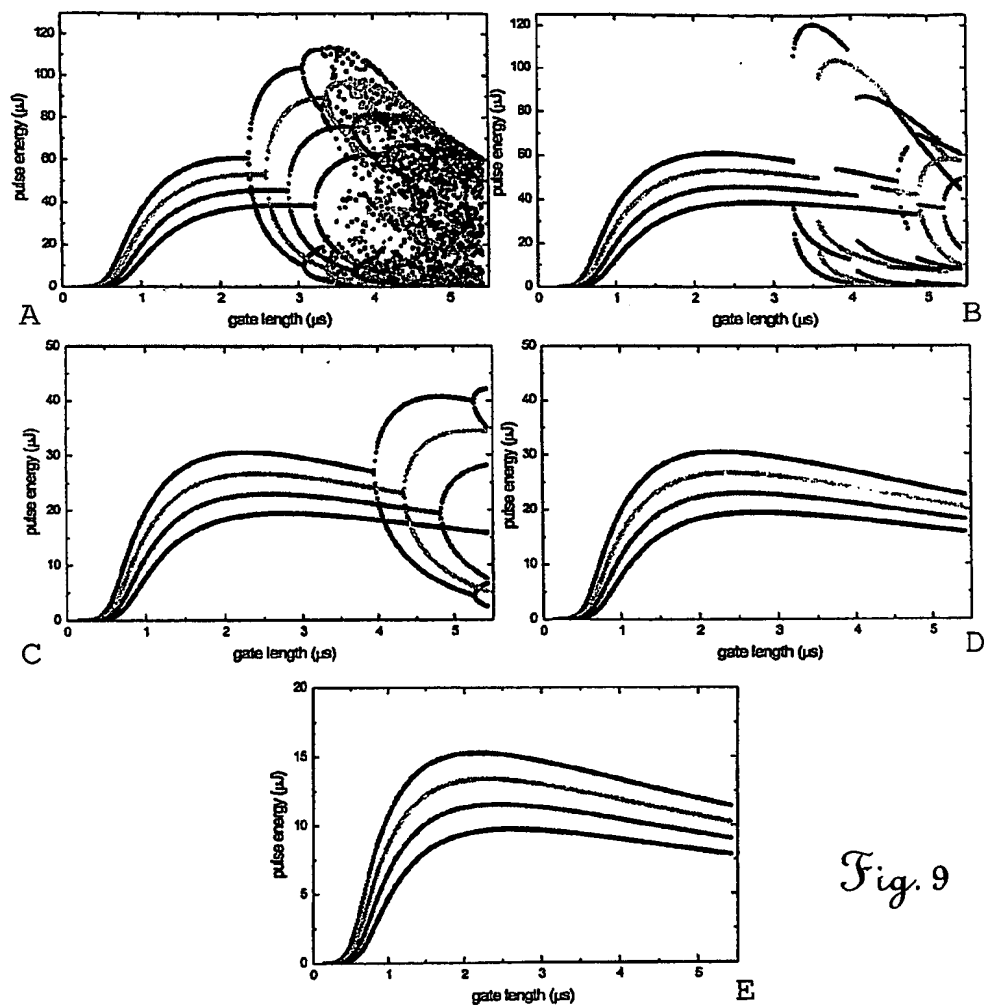 120
100
80
60
40
20
0
pulse energy (μJ)
0 1 2 3 4 5
gate length (μs)
A
120
100
80
60
40
20
0
pulse energy (μJ)
0 1 2 3 4 5
gate length (μs)
B
50
40
30
20
10
0
pulse energy (μJ)
0 1 2 3 4 5
gate length (μs)
C
50
40
30
20
10
0
pulse energy (μJ)
0 1 2 3 4 5
gate length (μs)
D
20
15
10
5
0
pulse energy (μJ)
0 1 2 3 4 5
gate length (μs)
E
Fig. 9